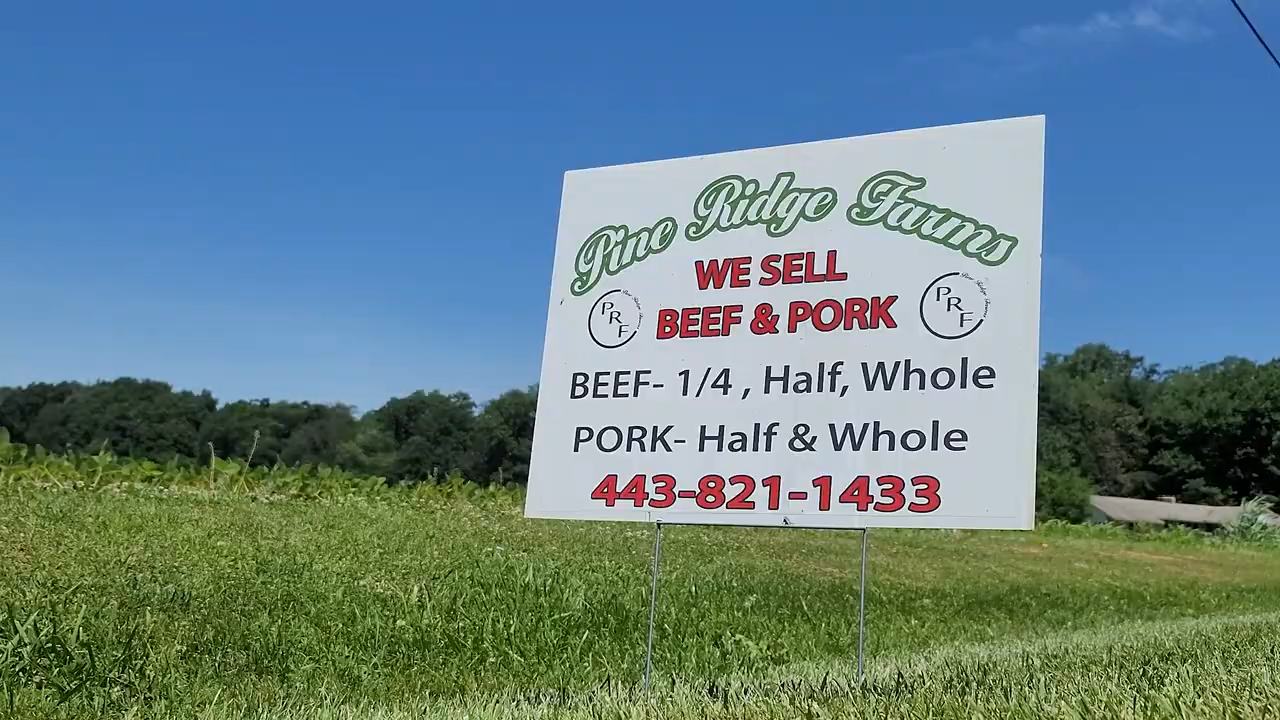 Pine Ridge Farms
WE SELL
BEEF & PORK
PRF
PRF
BEEF- 1/4 , Half, Whole
PORK- Half & Whole
443-821-1433